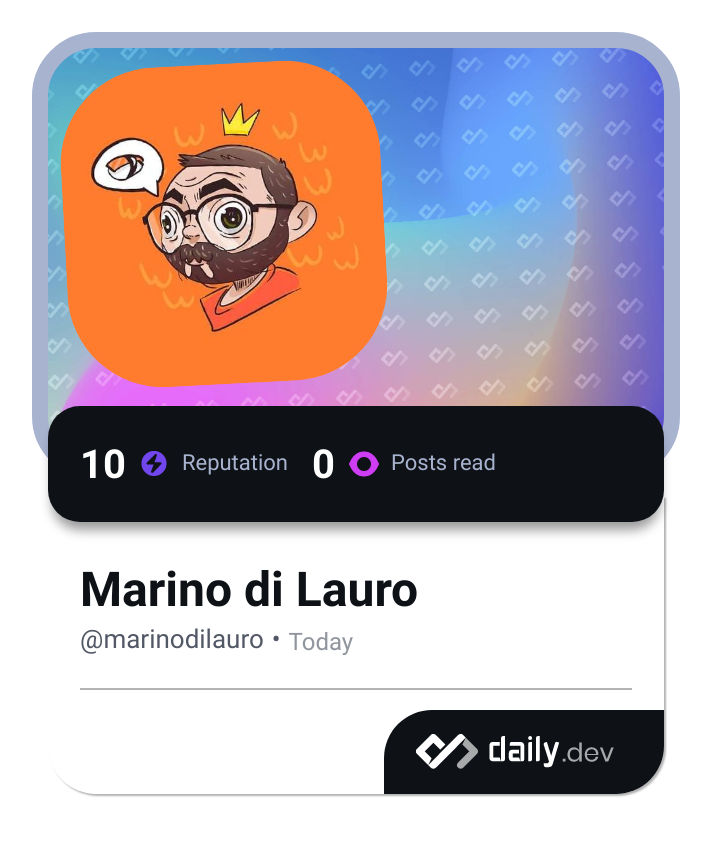 10 Reputation 0 Posts read
Marino di Lauro
@marinodilauro • Today
daily.dev